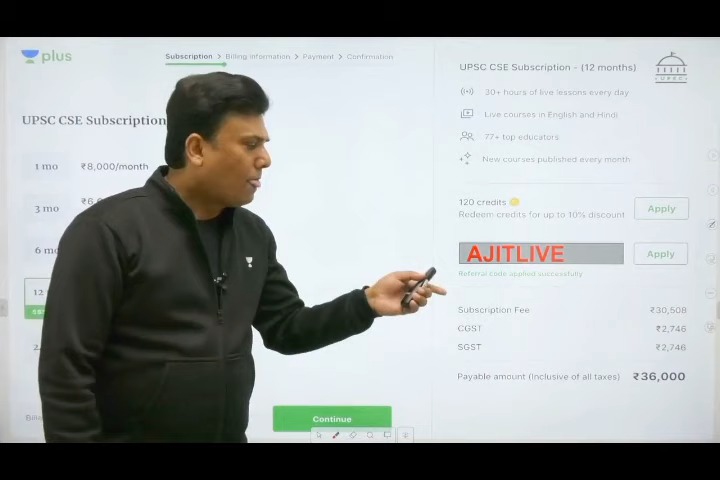 plus
Subscription > Billing information > Payment > Confirmation
UPSC CSE Subscription
1 mo ₹8,000/month
3 mo
6 mo
12
Continue
UPSC CSE Subscription - (12 months)
UPSC
30+ hours of live lessons every day
Live courses in English and Hindi
77+ top educators
New courses published every month
120 credits
Redeem credits for up to 10% discount
Apply
AJITLIVE
Apply
Referral code applied successfully
Subscription Fee ₹30,508
CGST ₹2,746
SGST ₹2,746
Payable amount (Inclusive of all taxes) ₹36,000